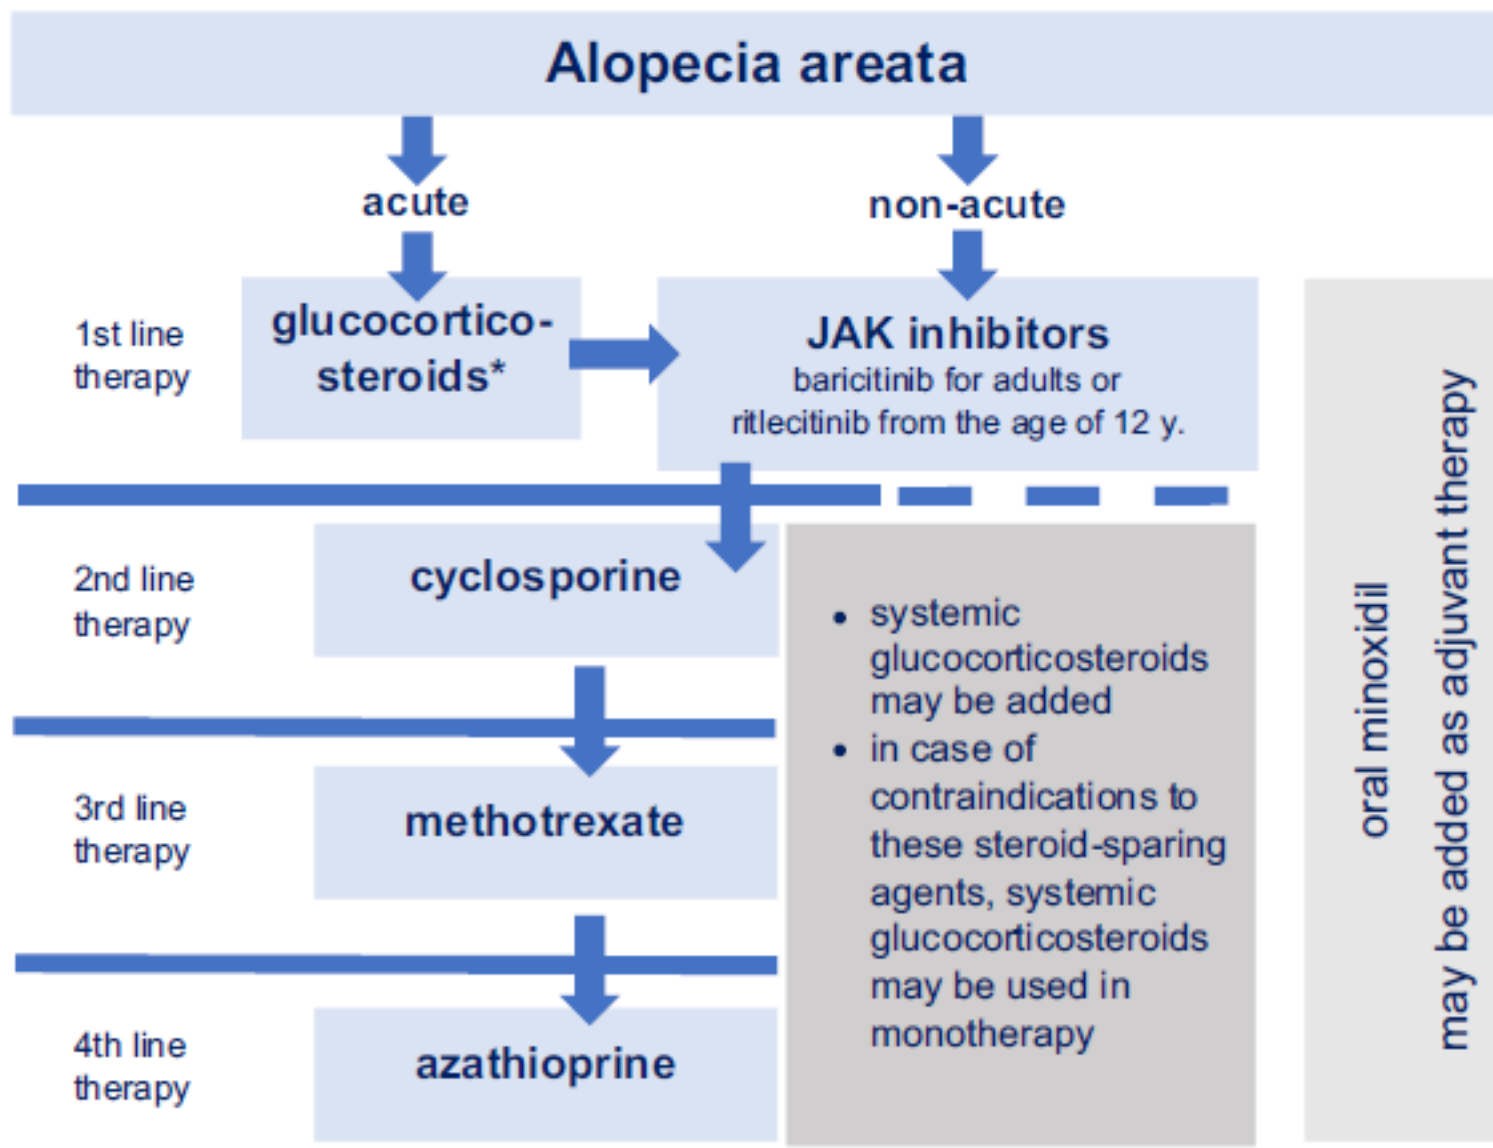 Alopecia areata
acute
non-acute
1st line
therapy
glucocortico-
steroids*
JAK inhibitors
baricitinib for adults or
ritlecitinib from the age of 12 y.
2nd line
therapy
cyclosporine
3rd line
therapy
methotrexate
4th line
therapy
azathioprine
• systemic
glucocorticosteroids
may be added
• in case of
contraindications to
these steroid-sparing
agents, systemic
glucocorticosteroids
may be used in
monotherapy
oral minoxidil
may be added as adjuvant therapy